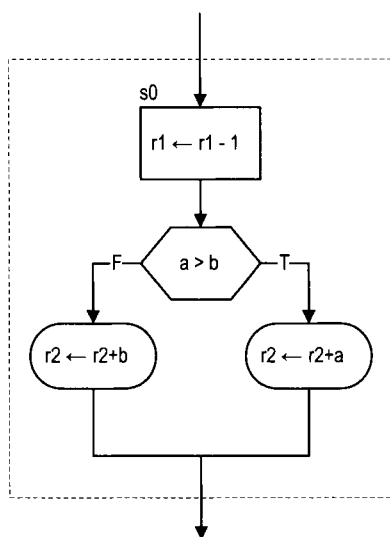 s0
r1 ← r1 - 1
a > b
F
T
r2 ← r2+b
r2 ← r2+a